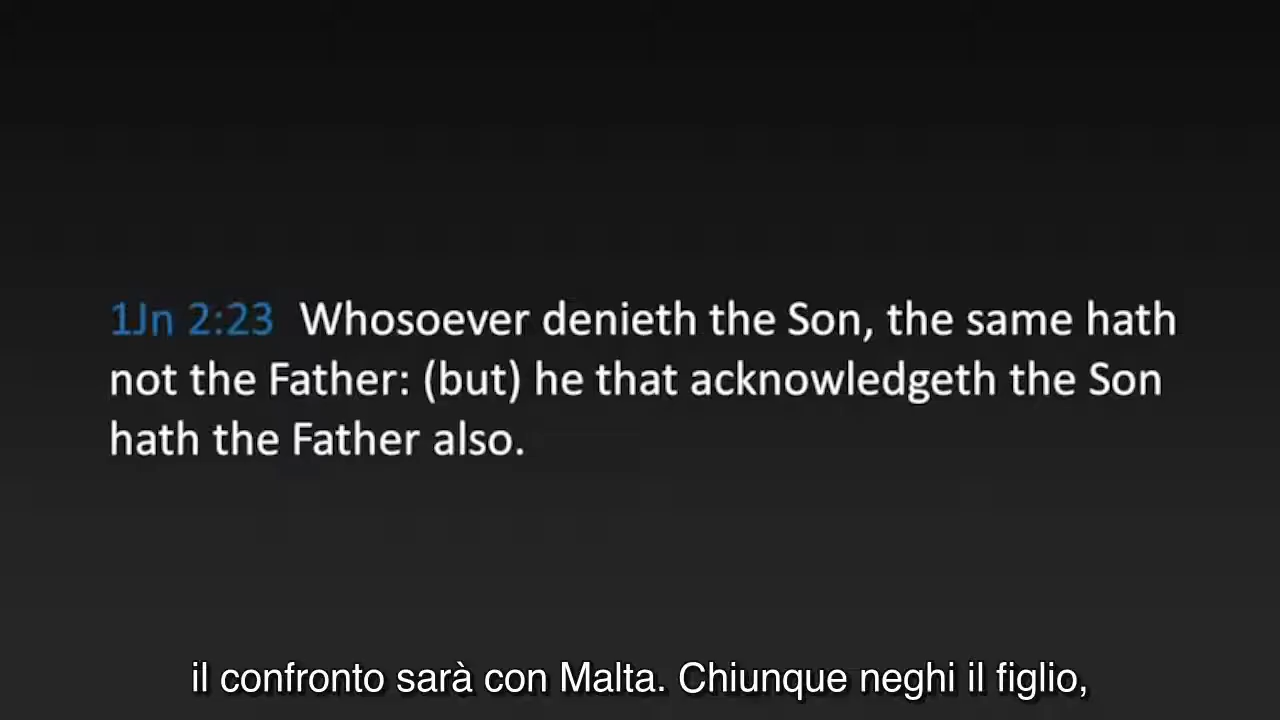 1Jn 2:23 Whosoever denieth the Son, the same hath
not the Father: (but) he that acknowledgeth the Son
hath the Father also.
il confronto sarà con Malta. Chiunque neghi il figlio,